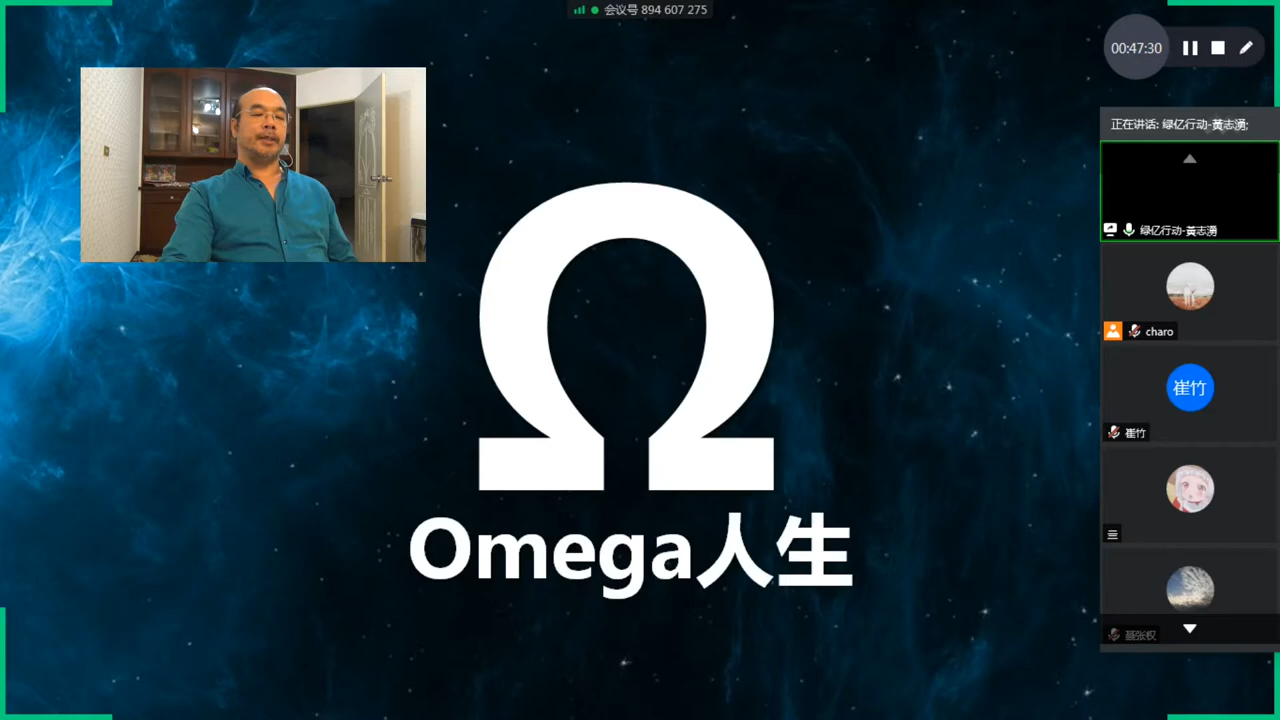 会议号 894 607 275
00:47:30
正在讲话: 绿亿行动-黄志湧;
绿亿行动-黄志湧
charo
崔竹
崔竹
Ω
Omega人生